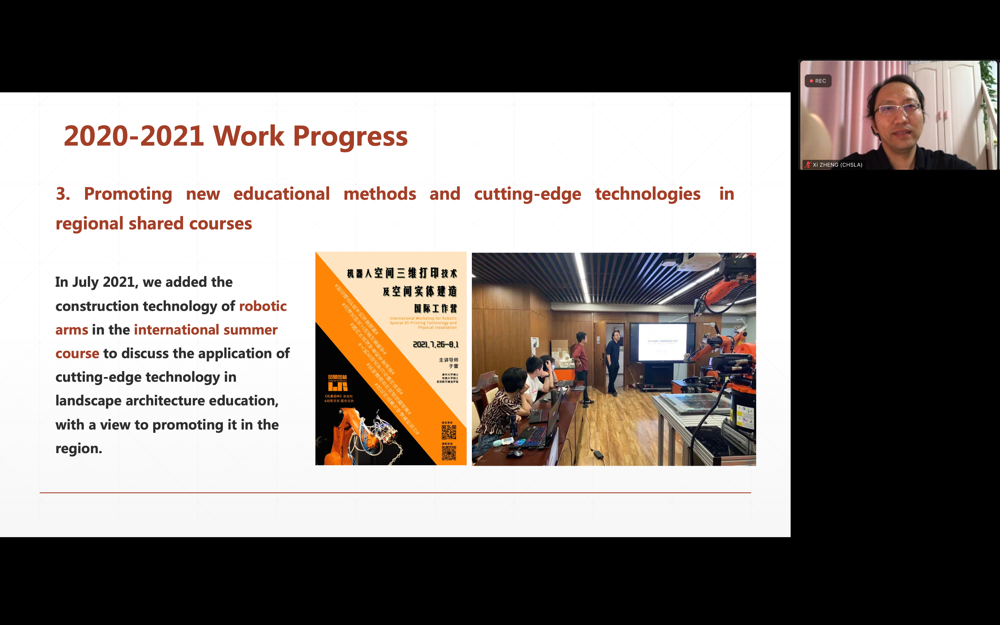 2020-2021 Work Progress
3. Promoting new educational methods and cutting-edge technologies in
regional shared courses
In July 2021, we added the
construction technology of robotic
arms in the international summer
course to discuss the application of
cutting-edge technology in
landscape architecture education,
with a view to promoting it in the
region.
机器人空间三维打印技术
及空间实体建造
国际工作营
International Workshop for Robotic
Spatial 3D Printing Technology and
Physical Installation
2021.7.26—8.1
主讲导师
于雷
清华大学博士
哈佛大学硕士
资深数字建造学者
风景园林
Landscape Architecture
《风景园林》杂志社
&创矩文化 联合主办
报名表单
课程咨询
REC
Xi ZHENG (CHSLA)